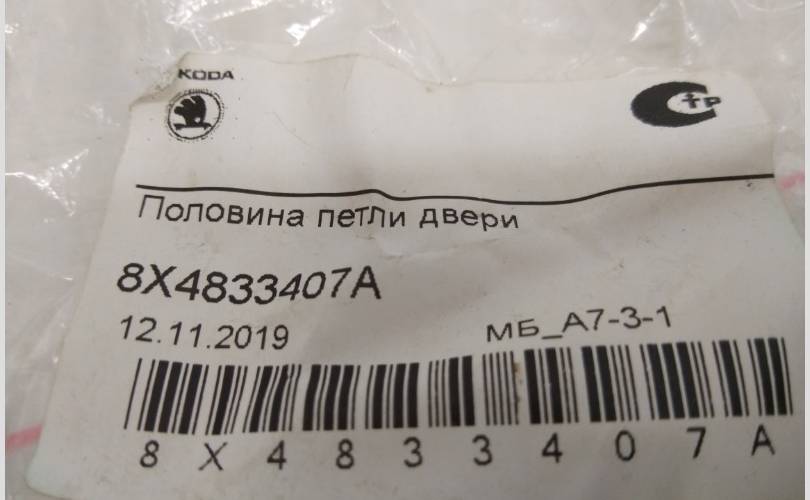 KODA
СтР
Половина петли двери
8X4833407A
12.11.2019
МБ_А7-3-1
8 X 4 8 3 3 4 0 7 A